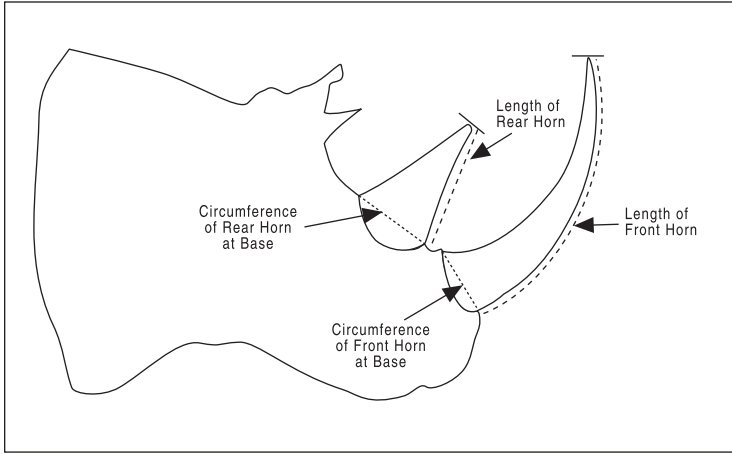 Length of
Rear Horn
Circumference
of Rear Horn
at Base
Length of
Front Horn
Circumference
of Front Horn
at Base